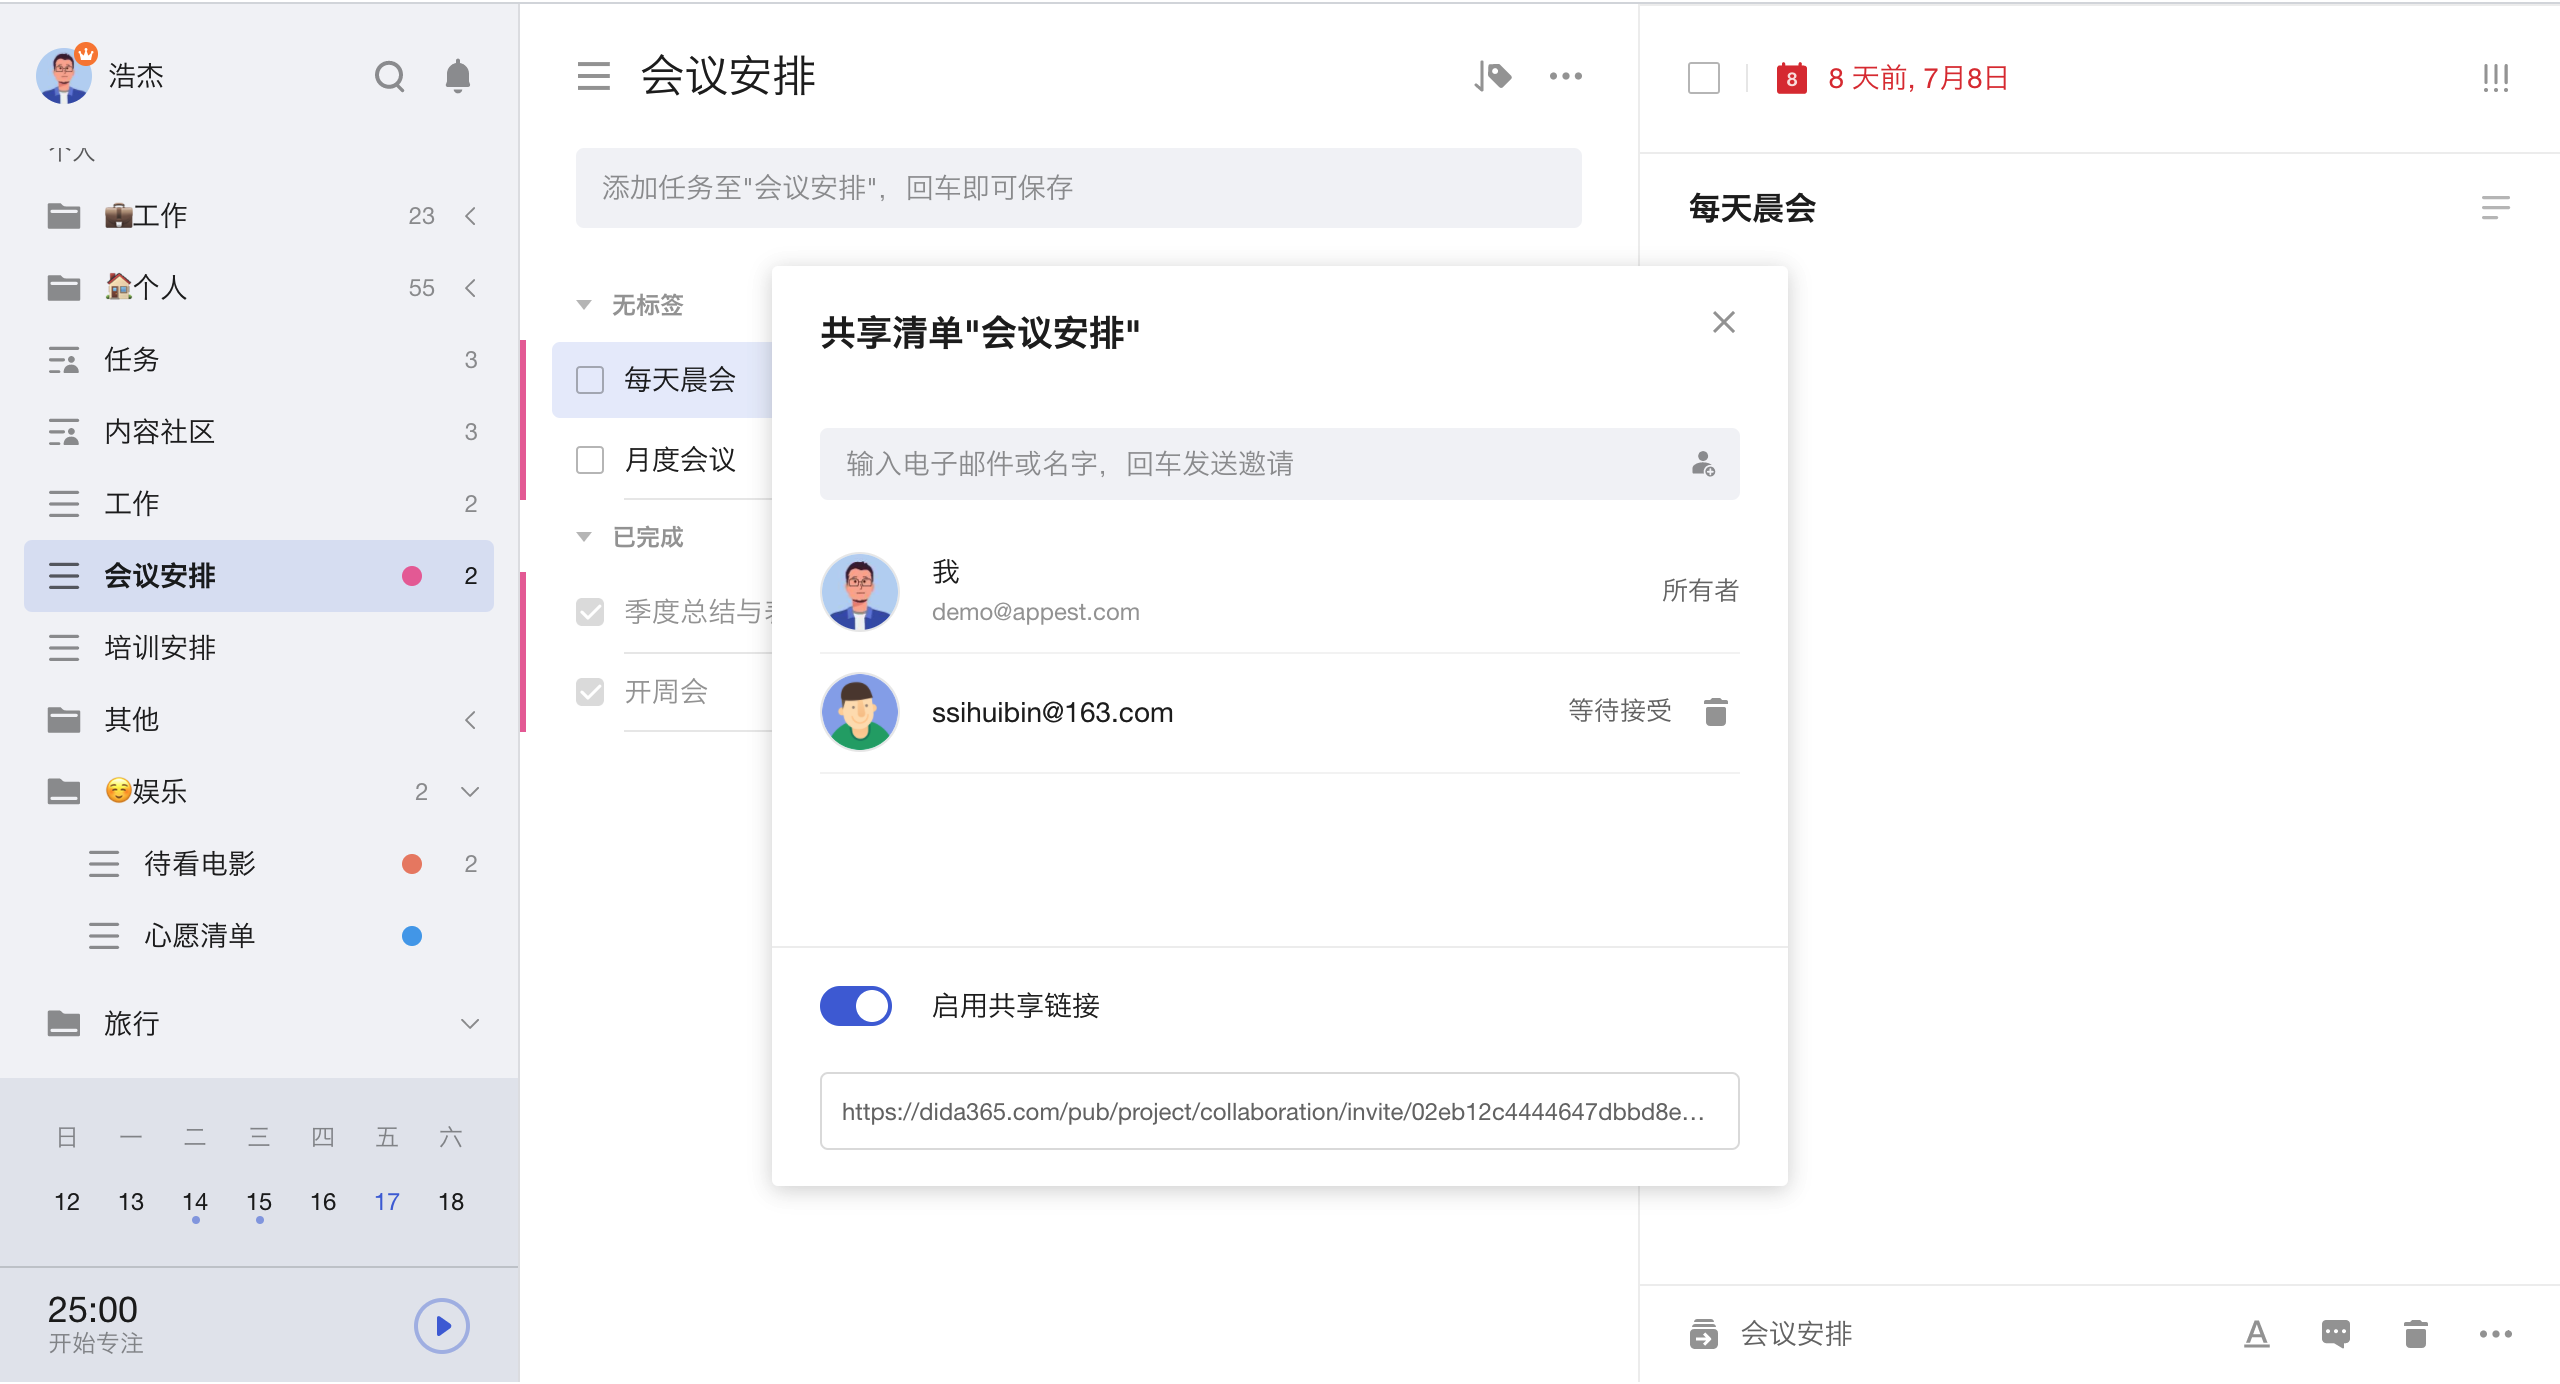 浩杰
个人
💼工作 23
🏠个人 55
任务 3
内容社区 3
工作 2
会议安排 2
培训安排
其他
☺️娱乐 2
待看电影 2
心愿清单
旅行
日 一 二 三 四 五 六
12 13 14 15 16 17 18
25:00
开始专注
会议安排
添加任务至"会议安排"，回车即可保存
无标签
每天晨会
月度会议
已完成
季度总结与
开周会
共享清单"会议安排"
输入电子邮件或名字，回车发送邀请
我
demo@appest.com
所有者
ssihuibin@163.com
等待接受
启用共享链接
https://dida365.com/pub/project/collaboration/invite/02eb12c4444647dbbd8e...
8 8 天前, 7月8日
每天晨会
会议安排